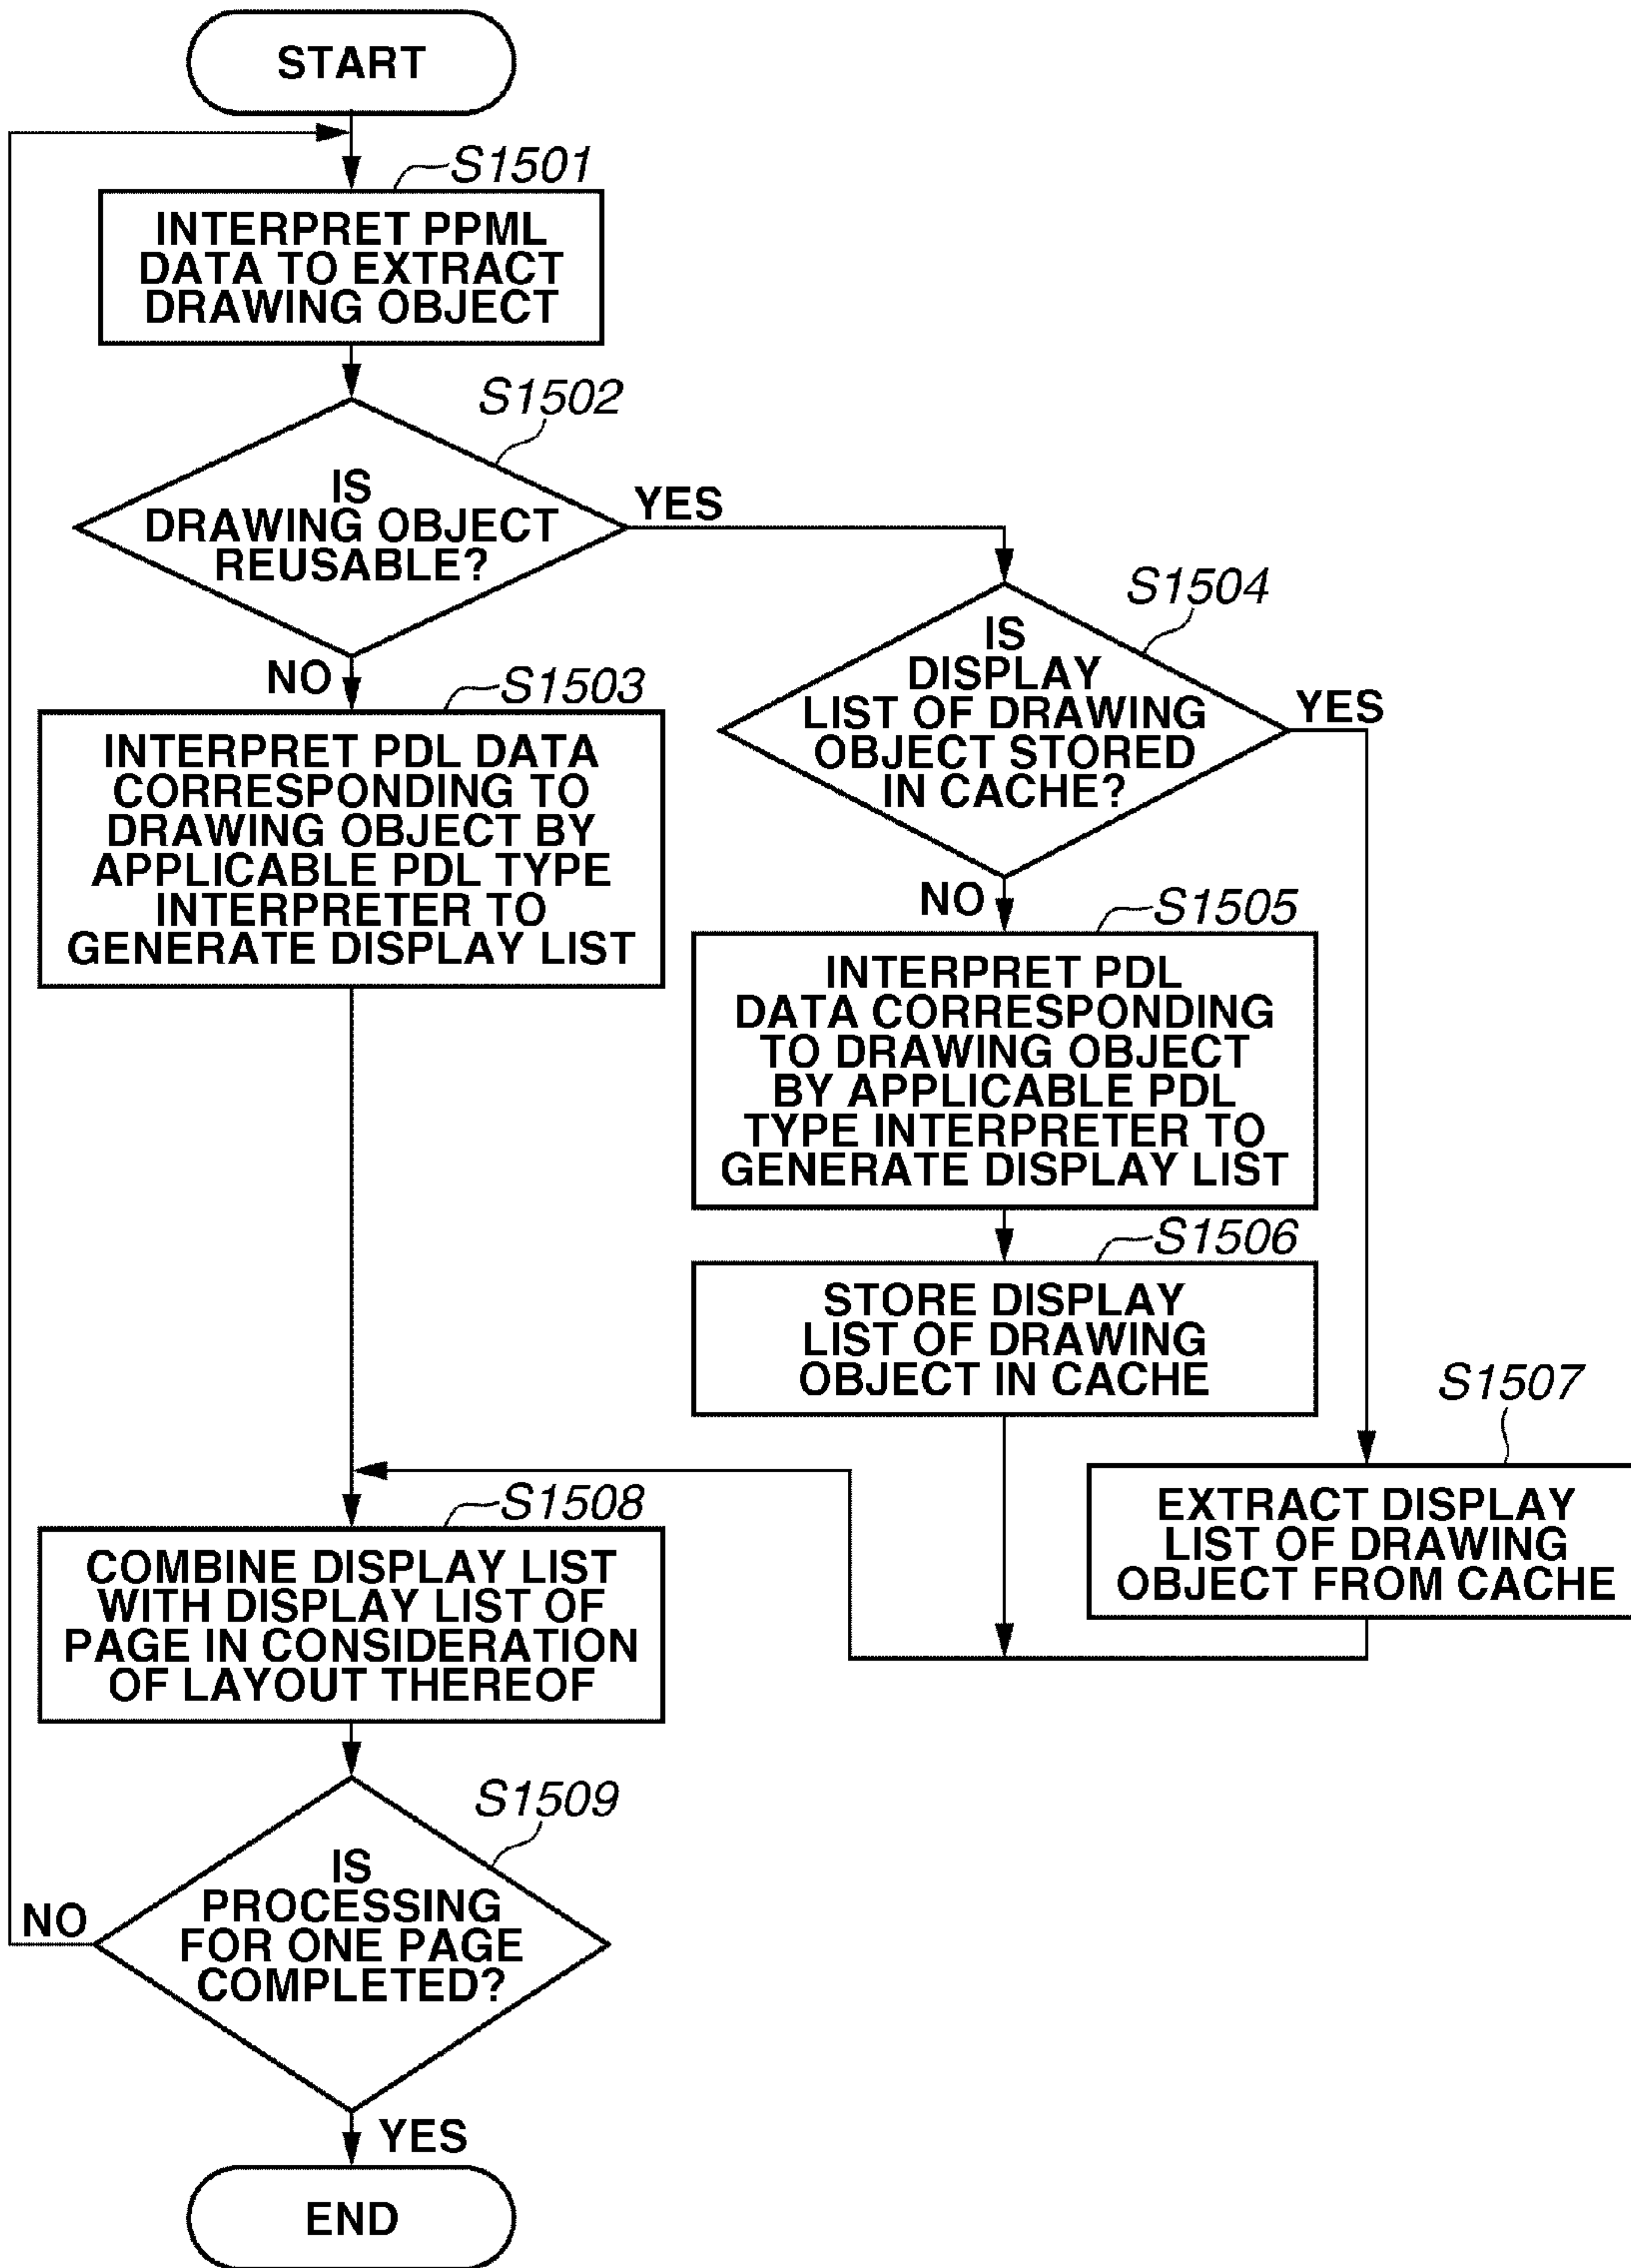 START
S1501
INTERPRET PPML
DATA TO EXTRACT
DRAWING OBJECT
S1502
IS
DRAWING OBJECT
REUSABLE?
YES
NO
S1503
INTERPRET PDL DATA
CORRESPONDING TO
DRAWING OBJECT BY
APPLICABLE PDL TYPE
INTERPRETER TO
GENERATE DISPLAY LIST
S1504
IS
DISPLAY
LIST OF DRAWING
OBJECT STORED
IN CACHE?
YES
NO
S1505
INTERPRET PDL
DATA CORRESPONDING
TO DRAWING OBJECT
BY APPLICABLE PDL
TYPE INTERPRETER TO
GENERATE DISPLAY LIST
S1506
STORE DISPLAY
LIST OF DRAWING
OBJECT IN CACHE
S1507
EXTRACT DISPLAY
LIST OF DRAWING
OBJECT FROM CACHE
S1508
COMBINE DISPLAY LIST
WITH DISPLAY LIST OF
PAGE IN CONSIDERATION
OF LAYOUT THEREOF
S1509
IS
PROCESSING
FOR ONE PAGE
COMPLETED?
NO
YES
END